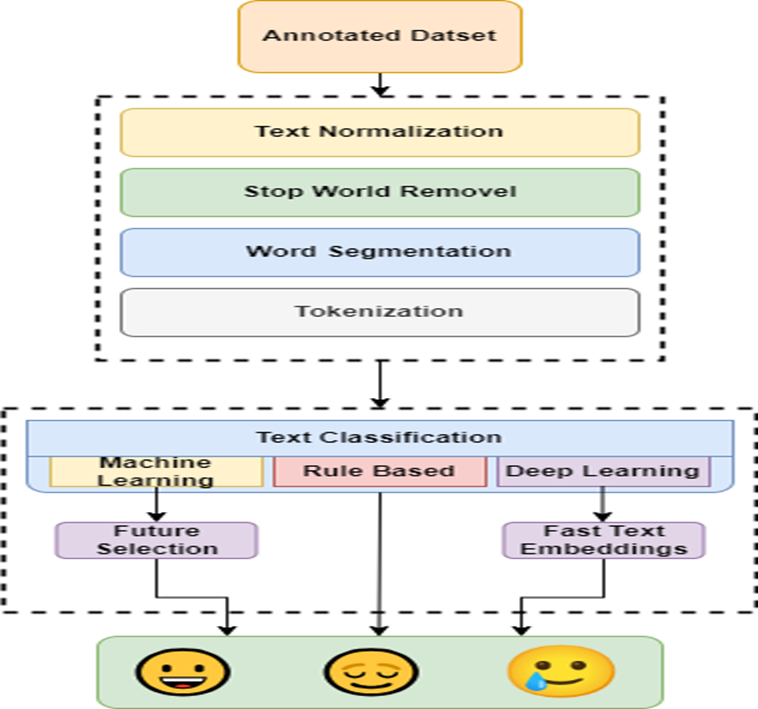 Annotated Datset
Text Normalization
Stop World Removel
Word Segmentation
Tokenization
Text Classification
Machine
Learning
Rule Based
Deep Learning
Future
Selection
Fast Text
Embeddings